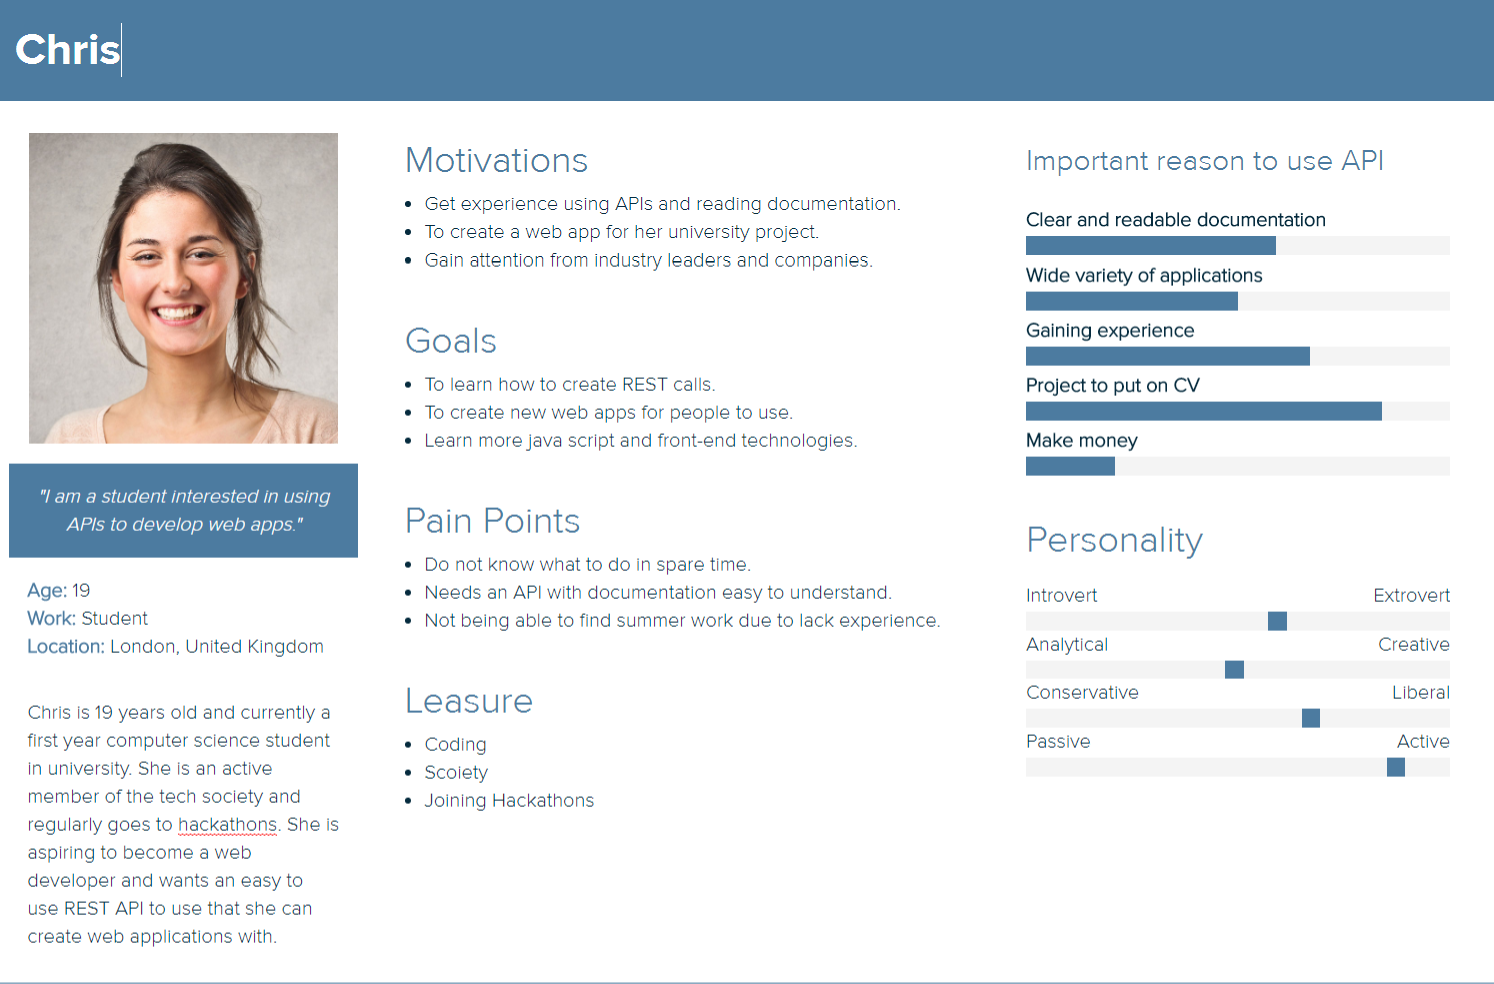 Chris
"I am a student interested in using
APIs to develop web apps."
Age: 19
Work: Student
Location: London, United Kingdom
Chris is 19 years old and currently a
first year computer science student
in university. She is an active
member of the tech society and
regularly goes to hackathons. She is
aspiring to become a web
developer and wants an easy to
use REST API to use that she can
create web applications with.
Motivations
Get experience using APIs and reading documentation.
To create a web app for her university project.
Gain attention from industry leaders and companies.
Goals
To learn how to create REST calls.
To create new web apps for people to use.
Learn more java script and front-end technologies.
Pain Points
Do not know what to do in spare time.
Needs an API with documentation easy to understand.
Not being able to find summer work due to lack experience.
Leasure
Coding
Scoiety
Joining Hackathons
Important reason to use API
Clear and readable documentation
Wide variety of applications
Gaining experience
Project to put on CV
Make money
Personality
Introvert Extrovert
Analytical Creative
Conservative Liberal
Passive Active